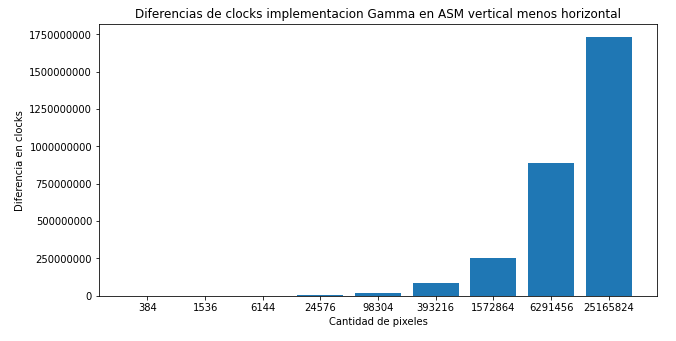 Diferencias de clocks implementacion Gamma en ASM vertical menos horizontal
Diferencia en clocks
1750000000
1500000000
1250000000
1000000000
750000000
500000000
250000000
0
384 1536 6144 24576 98304 393216 1572864 6291456 25165824
Cantidad de pixeles